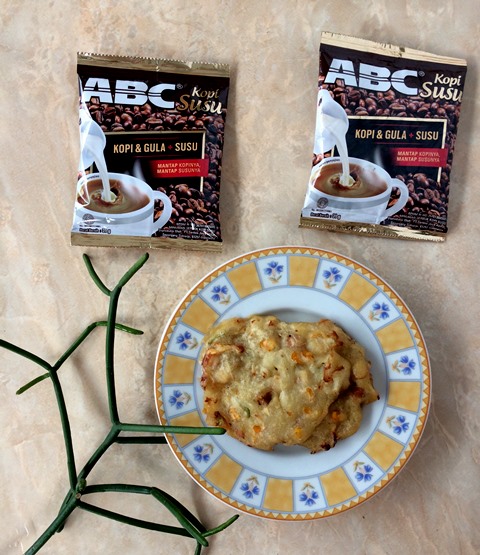 ABC
Kopi
Susu
KOPI & GULA + SUSU
MANTAP KOPINYA,
MANTAP SUSUNYA
ABC
Kopi
Susu
KOPI & GULA + SUSU
MANTAP KOPINYA,
MANTAP SUSUNYA